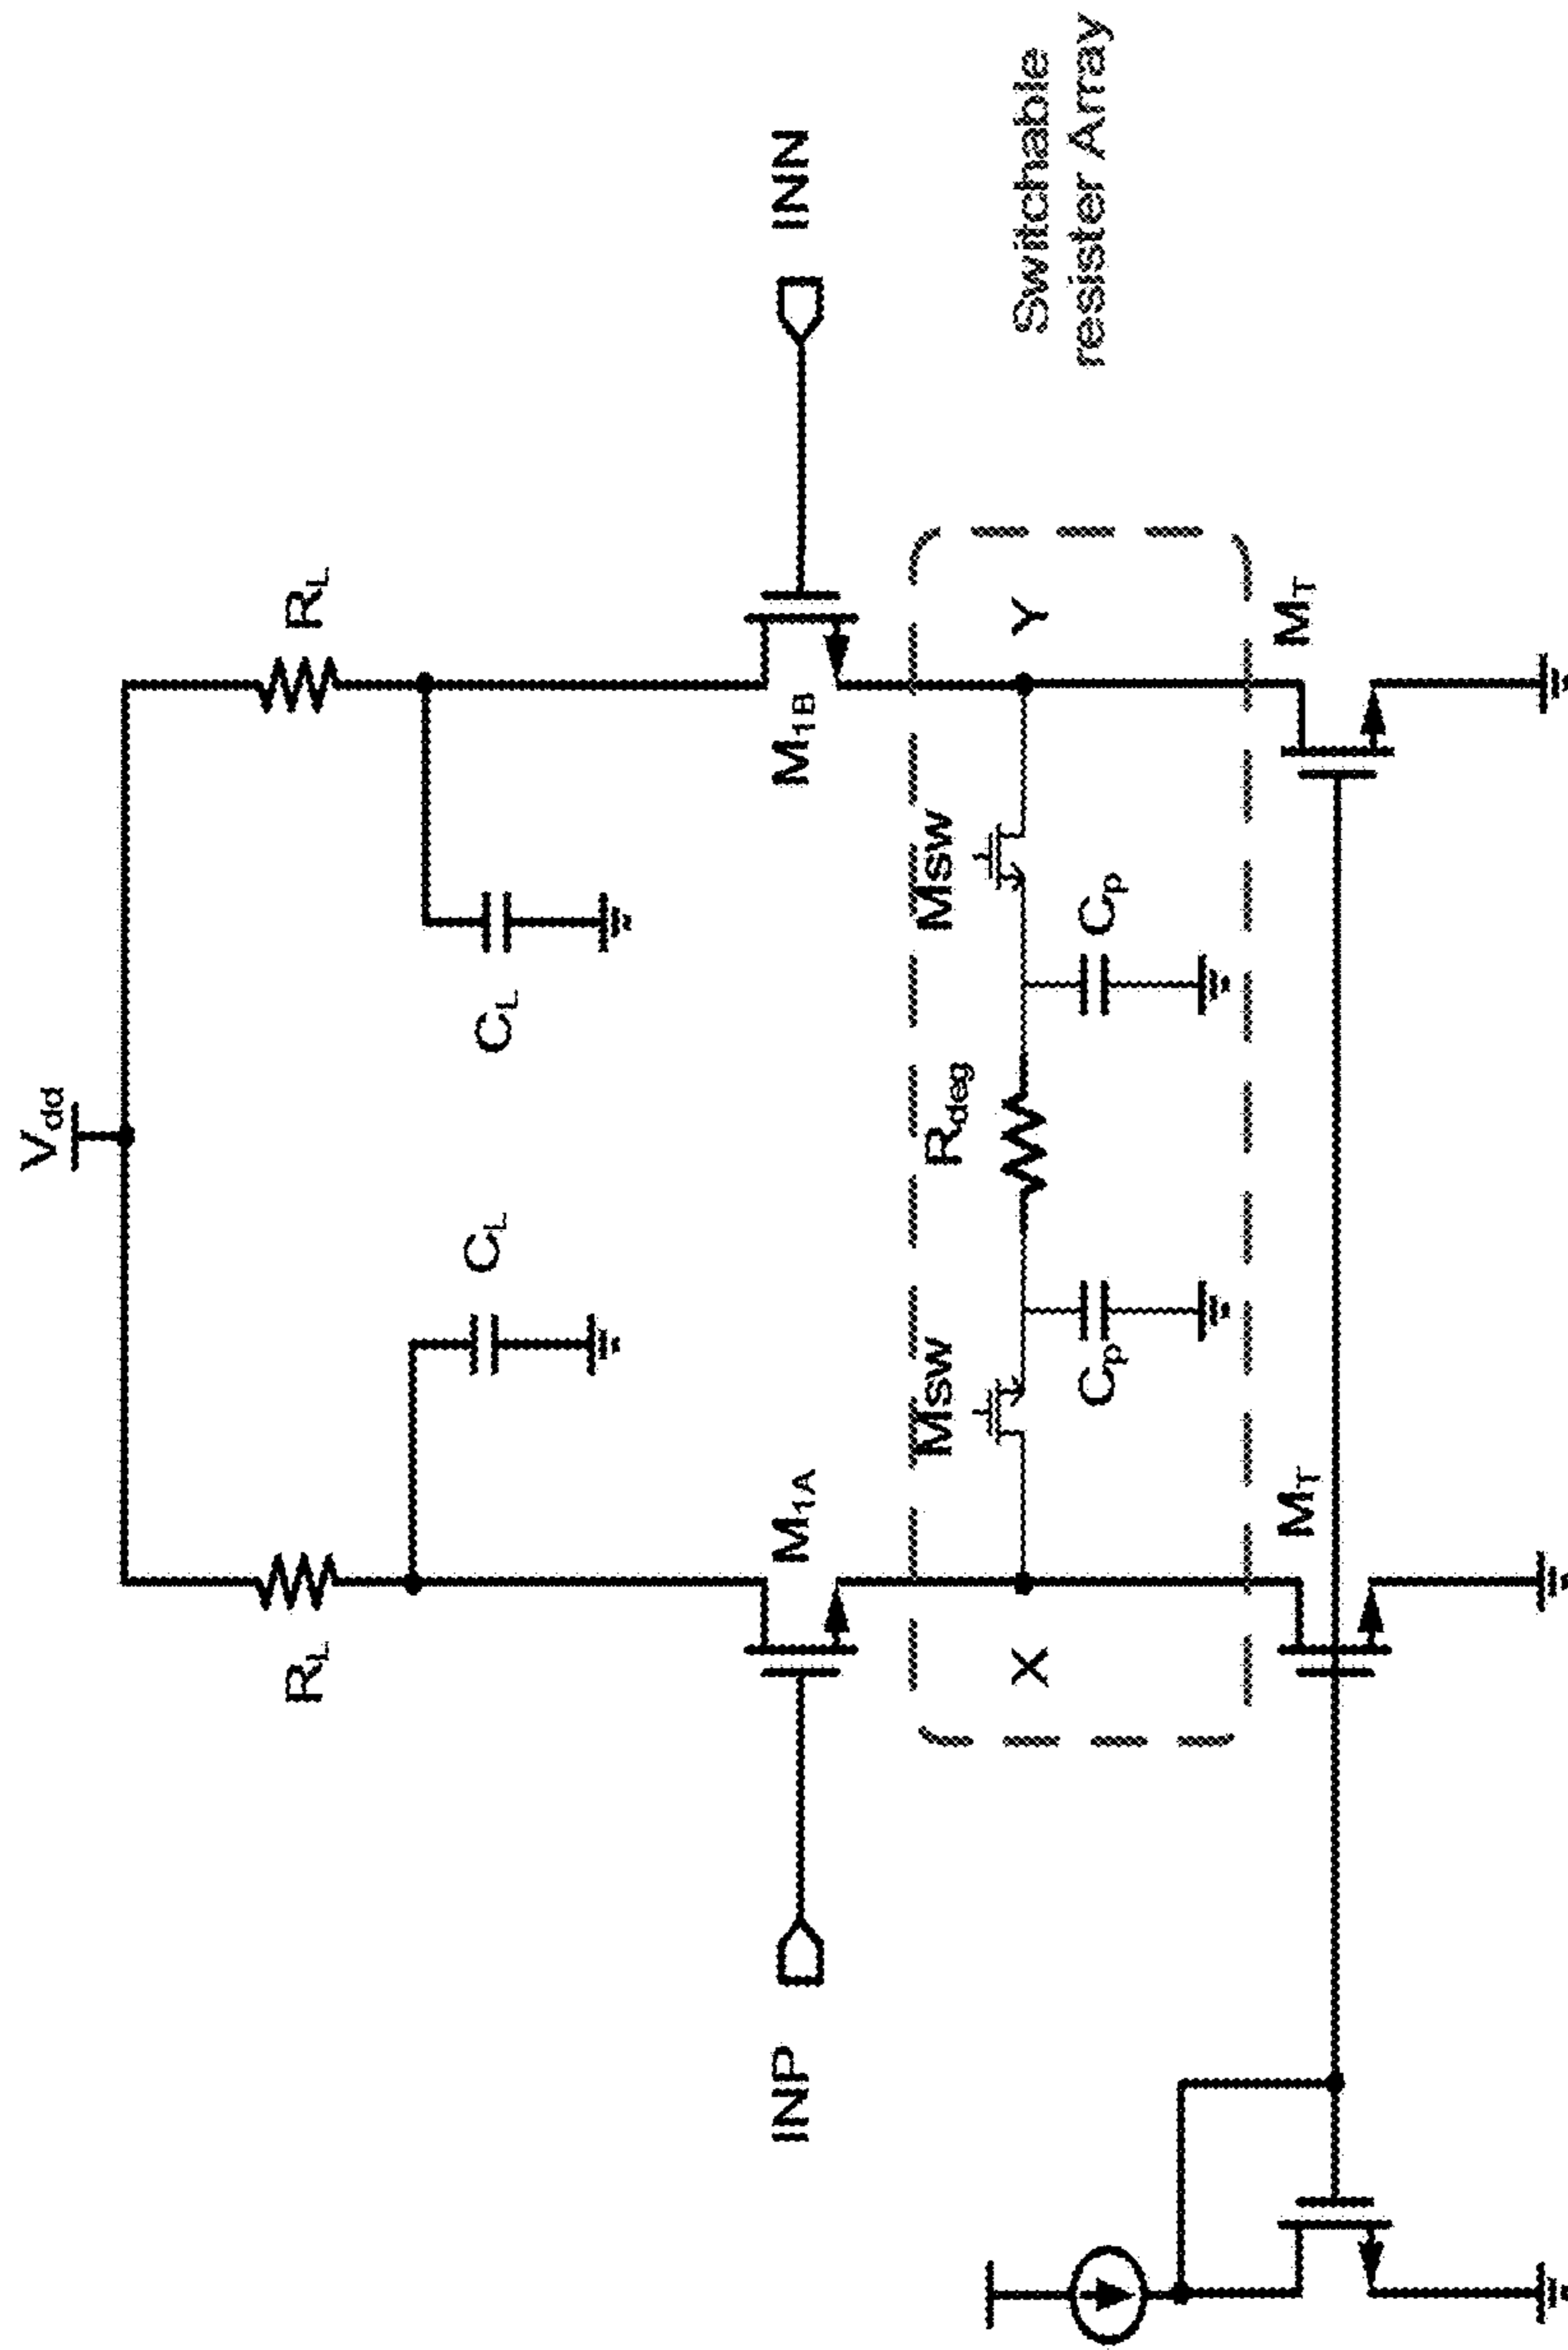 Vdd
RL
RL
CL
CL
INP
M1A
M1B
INN
Msw
Rdeg
Msw
X
Cp
Cp
Y
Switchable
resister Array
MT
MT